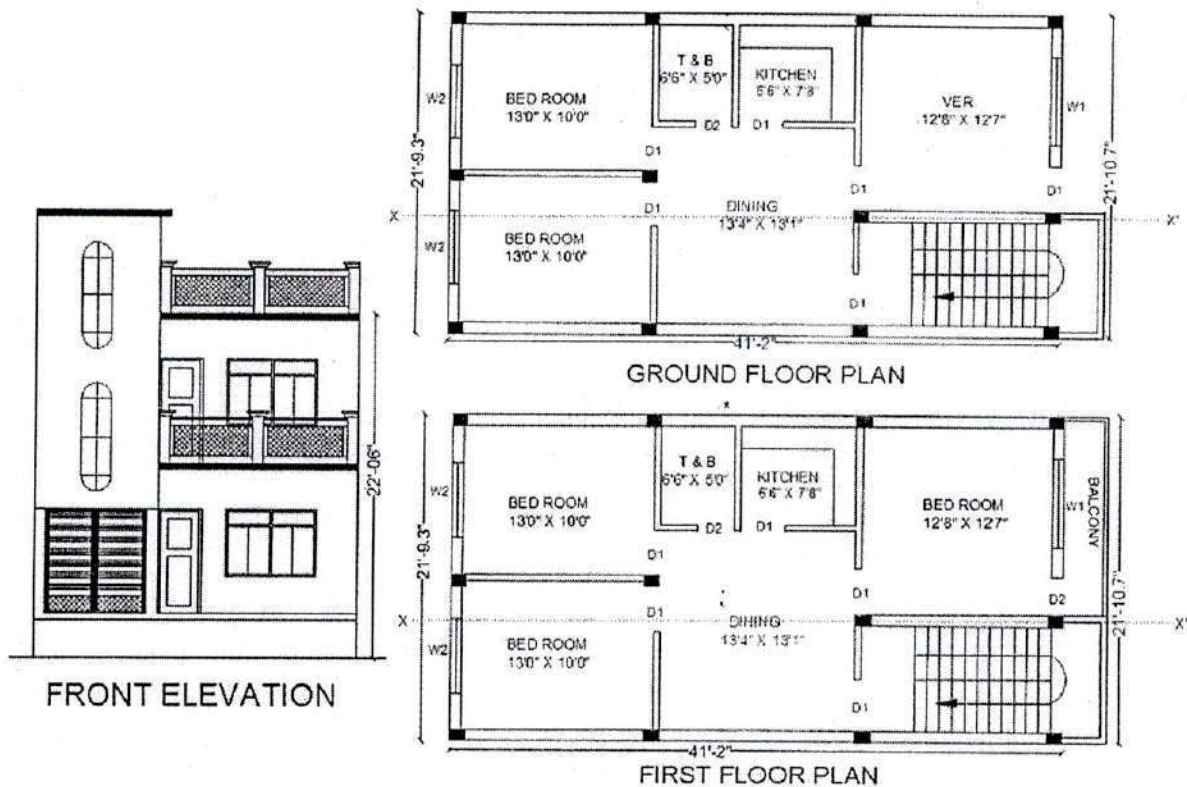 21'-9.3"
BED ROOM
13'0" X 10'0"
T & B
6'6" X 5'0"
KITCHEN
6'6" X 7'8"
VER
12'8" X 12'7"
W2
W1
D2
D1
D1
D1
D1
D1
X
DINING
13'4" X 13'1"
X'
W2
BED ROOM
13'0" X 10'0"
D1
21'-10.7"
41'-2"
GROUND FLOOR PLAN
22'-06"
FRONT ELEVATION
21'-9.3"
BED ROOM
13'0" X 10'0"
T & B
6'6" X 5'0"
KITCHEN
6'6" X 7'8"
BED ROOM
12'8" X 12'7"
W2
W1
BALCONY
D2
D1
D1
D1
D1
D2
X
DINING
13'4" X 13'1"
X'
W2
BED ROOM
13'0" X 10'0"
D1
21'-10.7"
41'-2"
FIRST FLOOR PLAN